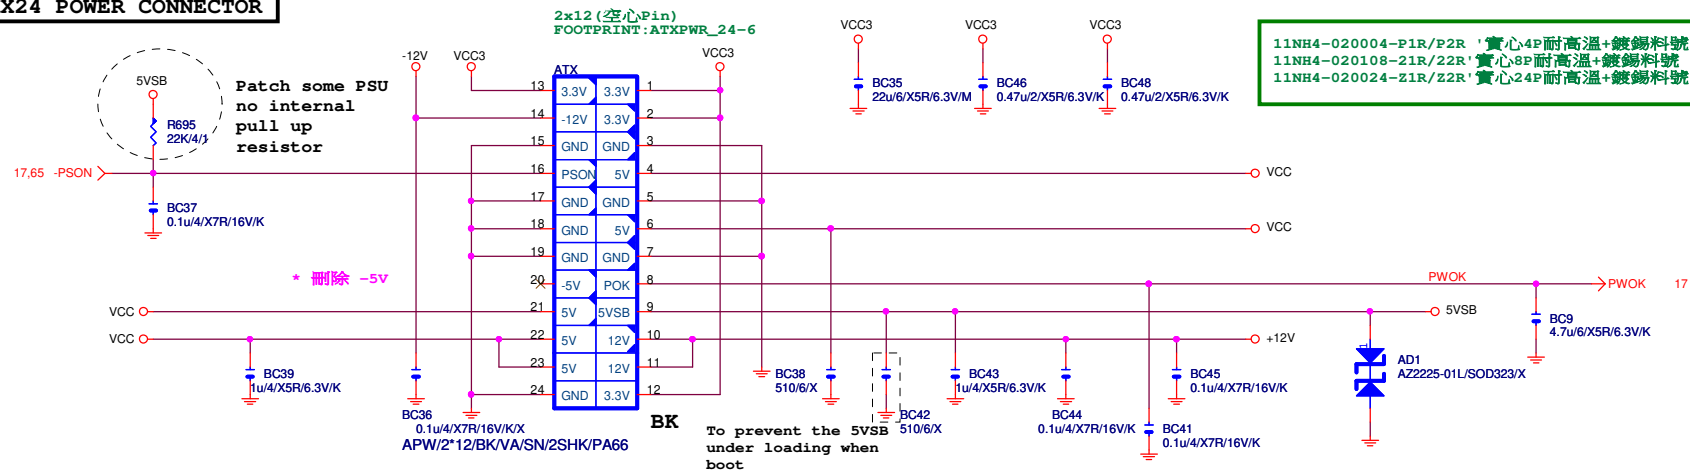 X24 POWER CONNECTOR
2x12(空心Pin)
FOOTPRINT:ATXPWR_24-6
11NH4-020004-P1R/P2R '實心4P耐高溫+鍍錫料號
11NH4-020108-21R/22R'實心8P耐高溫+鍍錫料號
11NH4-020024-Z1R/Z2R'實心24P耐高溫+鍍錫料號
5VSB
R695
22K/4/1
Patch some PSU
no internal
pull up
resistor
17,65 -PSON
BC37
0.1u/4/X7R/16V/K
* 刪除 -5V
-12V
VCC3
VCC3
ATX
13 3.3V 3.3V 1
14 -12V 3.3V 2
15 GND GND 3
16 PSON 5V 4
17 GND GND 5
18 GND 5V 6
19 GND GND 7
20 -5V POK 8
21 5V 5VSB 9
22 5V 12V 10
23 5V 12V 11
24 GND 3.3V 12
VCC
VCC
BC39
1u/4/X5R/6.3V/K
BC36
0.1u/4/X7R/16V/K/X
APW/2*12/BK/VA/SN/2SHK/PA66
BK
VCC3
BC35
22u/6/X5R/6.3V/M
VCC3
BC46
0.47u/2/X5R/6.3V/K
VCC3
BC48
0.47u/2/X5R/6.3V/K
VCC
VCC
PWOK
PWOK 17
5VSB
+12V
BC38
510/6/X
BC42
510/6/X
To prevent the 5VSB
under loading when
boot
BC43
1u/4/X5R/6.3V/K
BC44
0.1u/4/X7R/16V/K
BC41
0.1u/4/X7R/16V/K
BC45
0.1u/4/X7R/16V/K
AD1
AZ2225-01L/SOD323/X
BC9
4.7u/6/X5R/6.3V/K